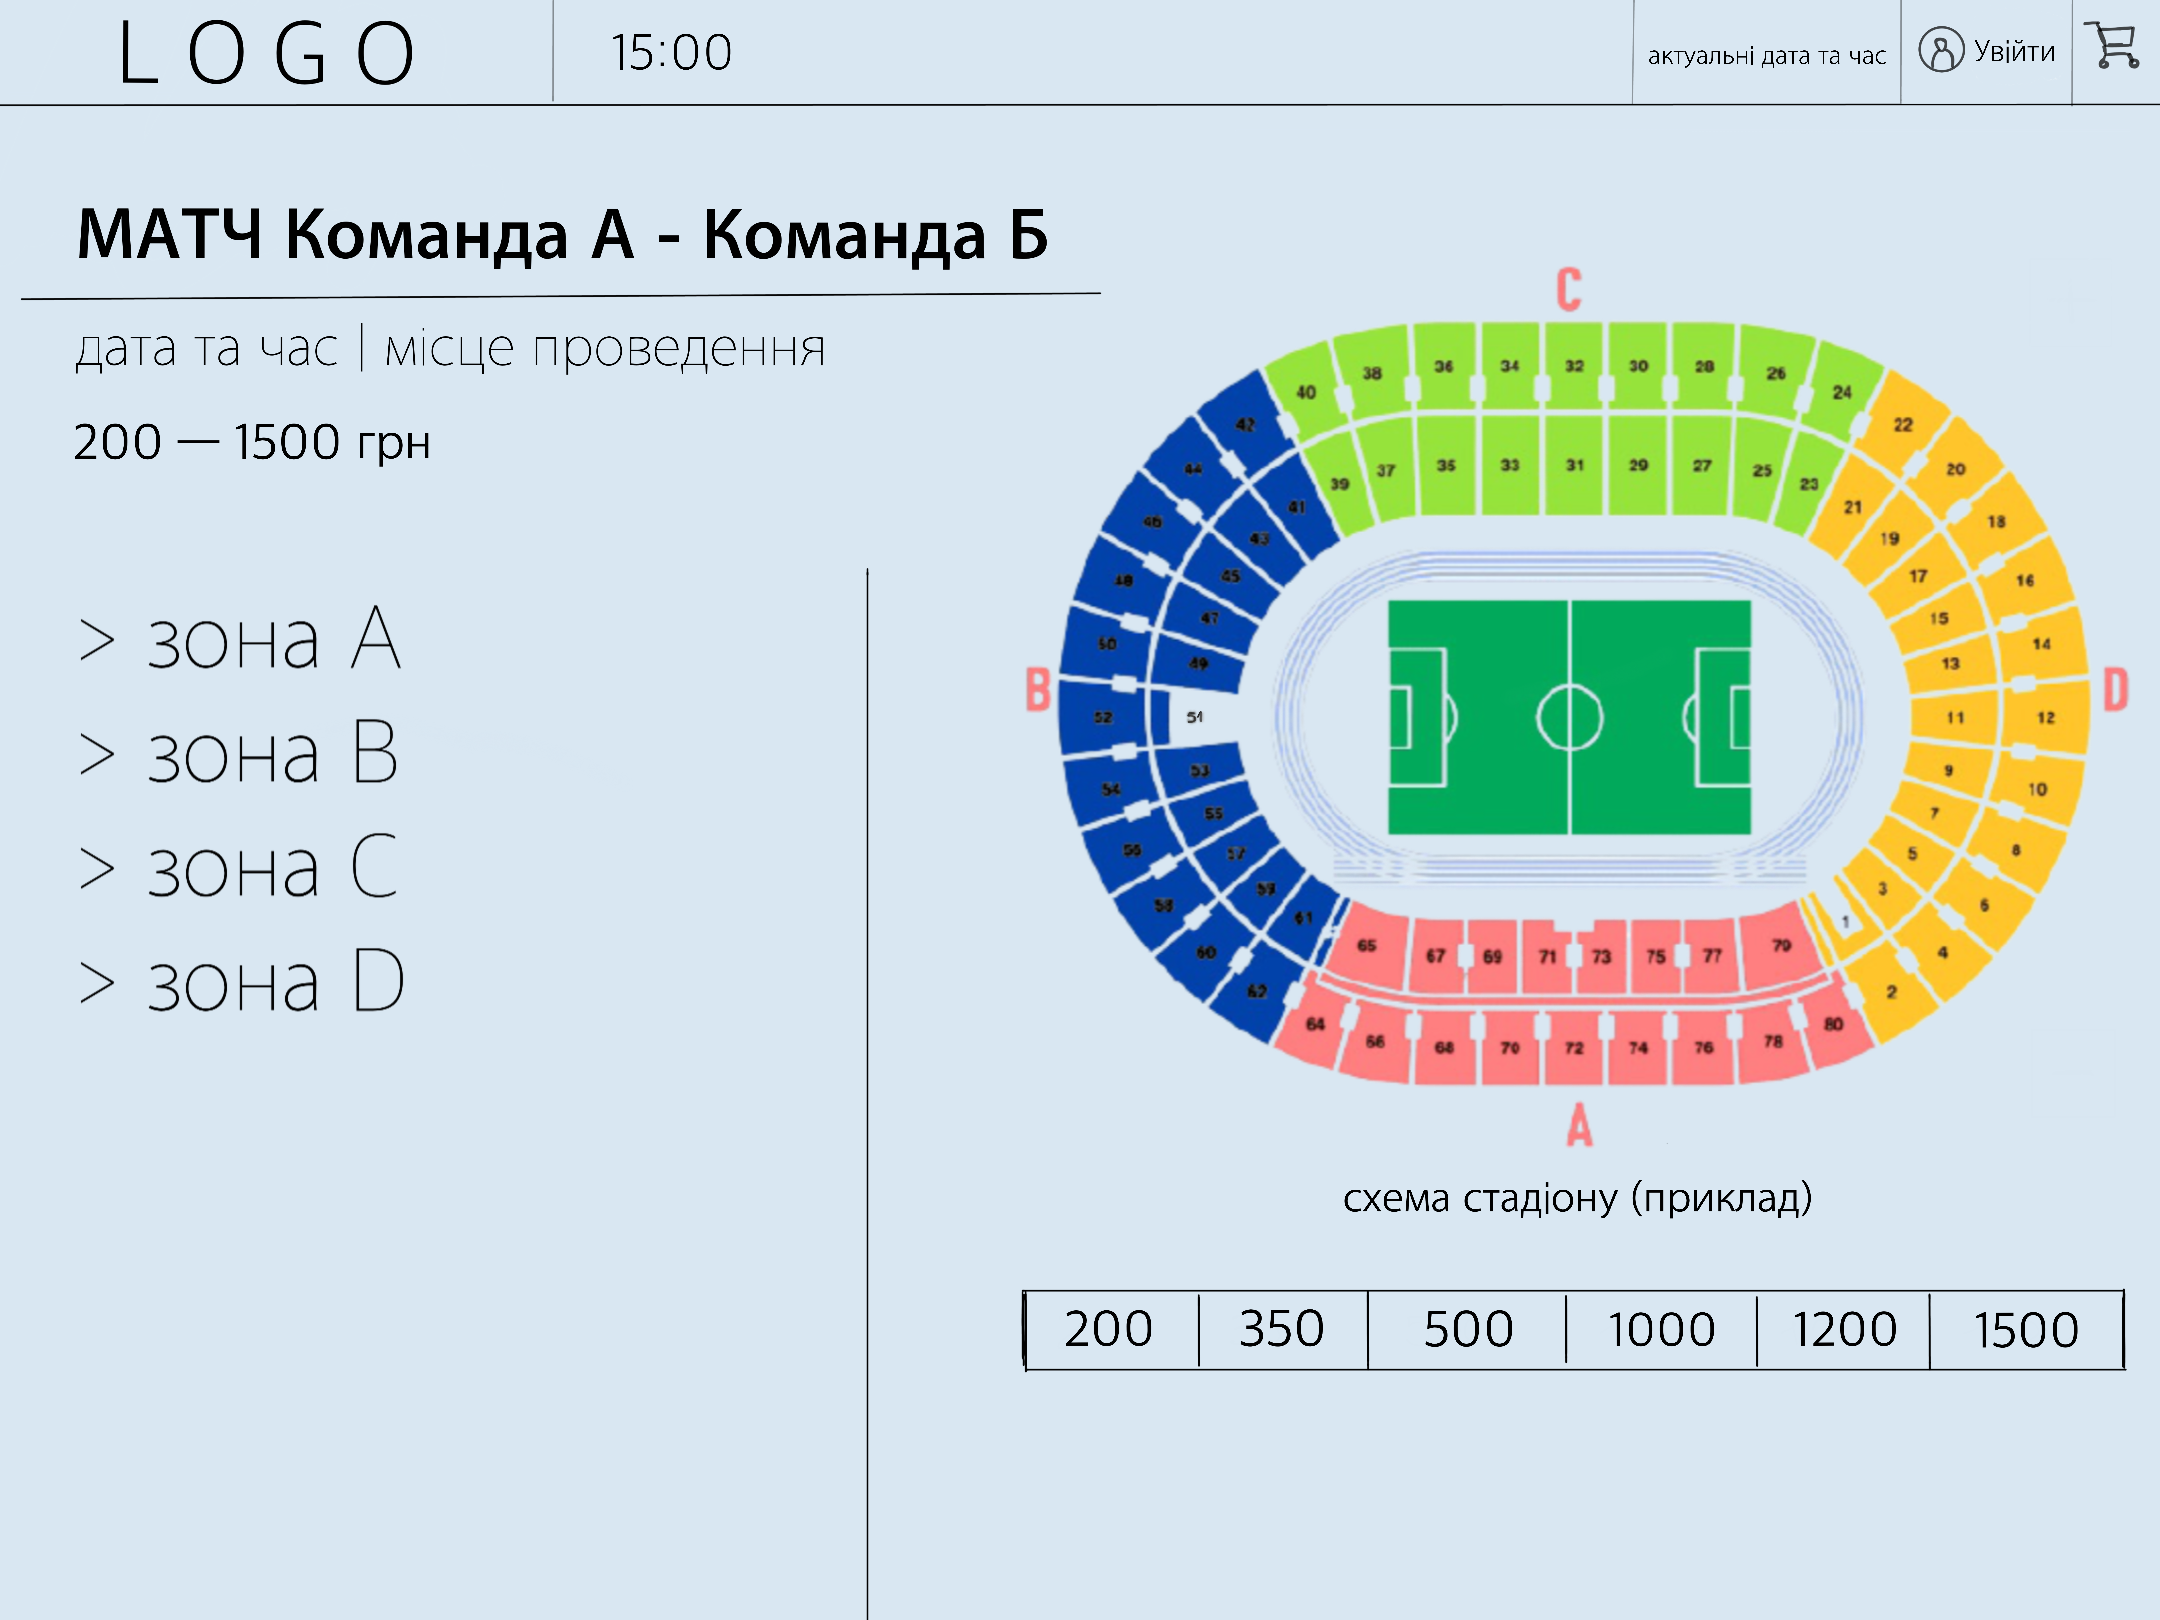 LOGO
15:00
актуальні дата та час
Увійти
МАТЧ Команда А - Команда Б
дата та час | місце проведення
200 — 1500 грн
> зона A
> зона B
> зона C
> зона D
C
40 38 36 34 32 30 28 26 24
39 37 35 33 31 29 27 25 23
42 44 46 48 50 52 54 56 58 60 62
41 43 45 47 49 51 53 55 57 59 61
B
22 20 18 16 14 12 10 8 6 4 2
21 19 17 15 13 11 9 7 5 3 1
D
65 67 69 71 73 75 77 79
64 66 68 70 72 74 76 78 80
A
схема стадіону (приклад)
200 350 500 1000 1200 1500